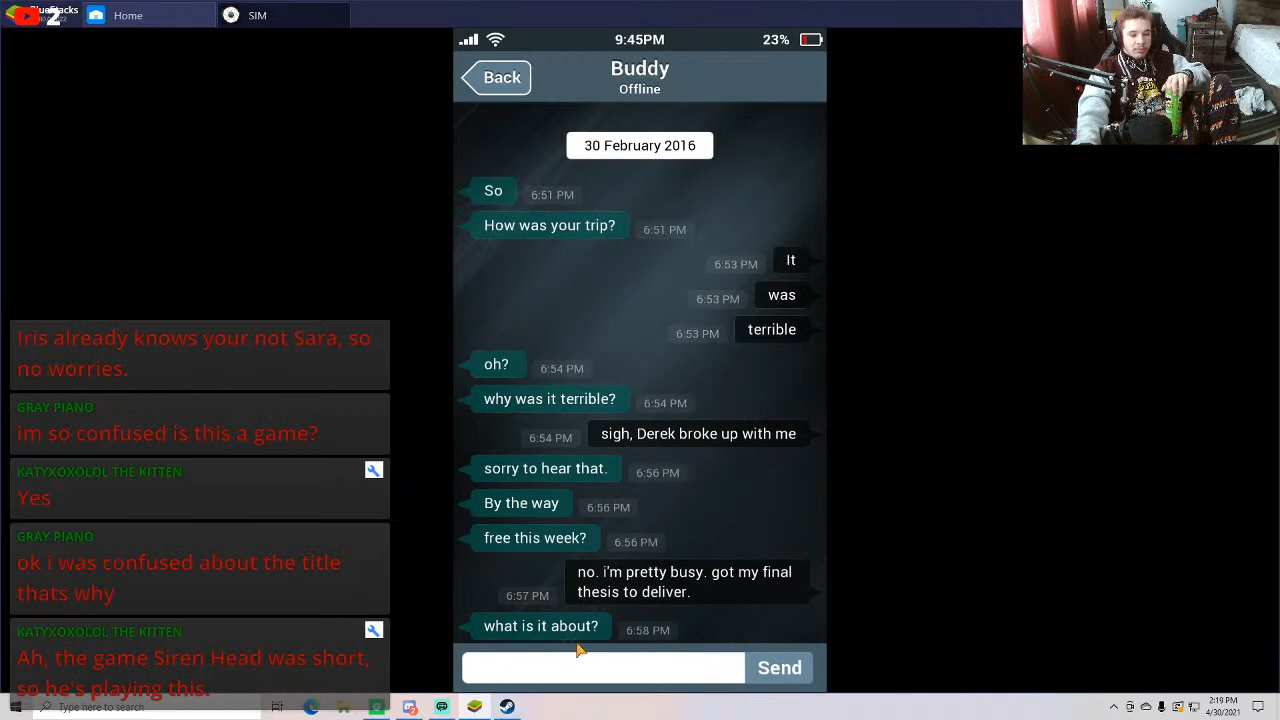 BlueStacks
2
Home
SIM
9:45PM
23%
Back
Buddy
Offline
30 February 2016
So
6:51 PM
How was your trip?
6:51 PM
6:53 PM
It
6:53 PM
was
6:53 PM
terrible
oh?
6:54 PM
why was it terrible?
6:54 PM
6:54 PM
sigh, Derek broke up with me
sorry to hear that.
6:56 PM
By the way
6:56 PM
free this week?
6:56 PM
no. i'm pretty busy. got my final
thesis to deliver.
6:57 PM
what is it about?
6:58 PM
Send
Iris already knows your not Sara, so
no worries.
GRAY PIANO
im so confused is this a game?
KATYXOXOLOL THE KITTEN
Yes
GRAY PIANO
ok i was confused about the title
thats why
KATYXOXOLOL THE KITTEN
Ah, the game Siren Head was short,
so he's playing this.
Type here to search
2:19 PM
4/30/2021